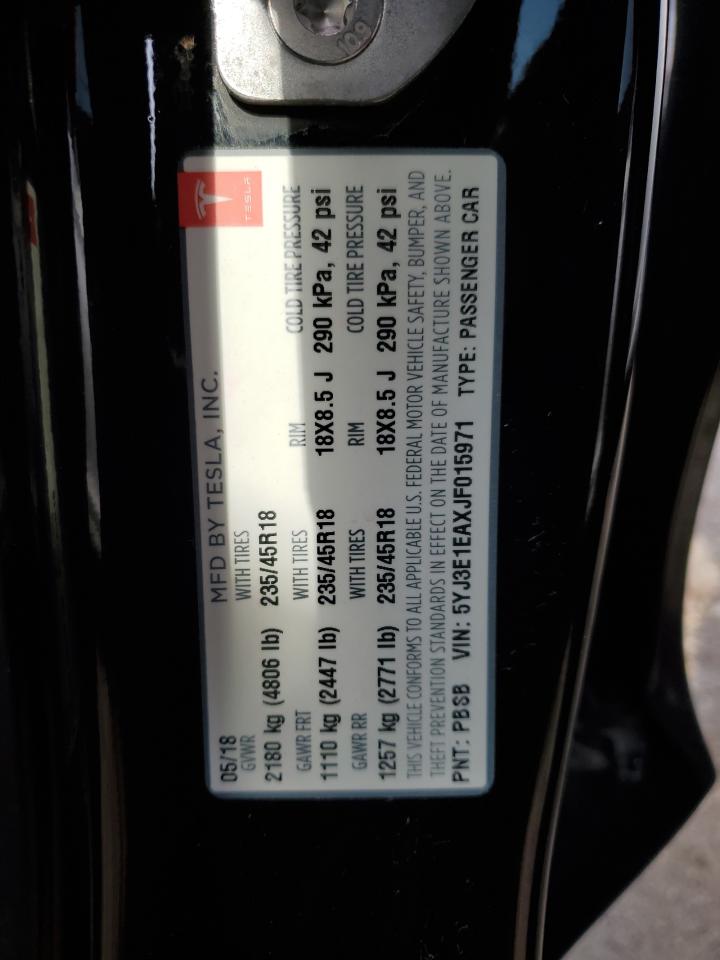 05/18 MFD BY TESLA, INC. TESLA
GVWR WITH TIRES
2180 kg (4806 lb) 235/45R18
GAWR FRT WITH TIRES RIM COLD TIRE PRESSURE
1110 kg (2447 lb) 235/45R18 18X8.5 J 290 kPa, 42 psi
GAWR RR WITH TIRES RIM COLD TIRE PRESSURE
1257 kg (2771 lb) 235/45R18 18X8.5 J 290 kPa, 42 psi
THIS VEHICLE CONFORMS TO ALL APPLICABLE U.S. FEDERAL MOTOR VEHICLE SAFETY, BUMPER, AND
THEFT PREVENTION STANDARDS IN EFFECT ON THE DATE OF MANUFACTURE SHOWN ABOVE.
PNT: PBSB VIN: 5YJ3E1EAXJF015971 TYPE: PASSENGER CAR